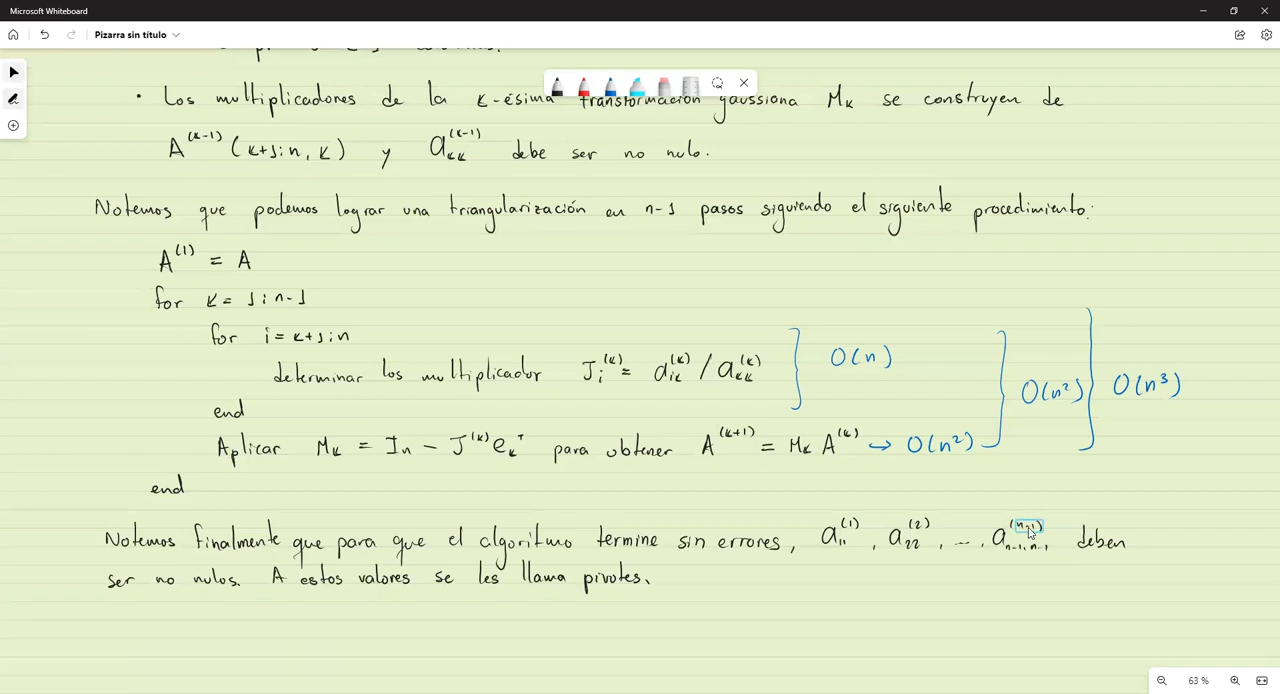 Microsoft Whiteboard
Pizarra sin título
• Los multiplicadores de la k-ésima transformación gaussiana M_k se construyen de
A^(k-1) (k+1:n, k) y a_kk^(k-1) debe ser no nulo.
Notemos que podemos lograr una triangularización en n-1 pasos siguiendo el siguiente procedimiento:
A^(1) = A
for k = 1:n-1
for i = k+1:n
determinar los multiplicador J_i^(k) = a_ik^(k) / a_kk^(k) } O(n)
end
} O(n²) } O(n³)
Aplicar M_k = I_n - J^(k) e_k^T para obtener A^(k+1) = M_k A^(k) → O(n²)
end
Notemos finalmente que para que el algoritmo termine sin errores, a_11^(1), a_22^(2), ..., a_n-1,n-1^(n-1) deben
ser no nulos. A estos valores se les llama pivotes.
63 %